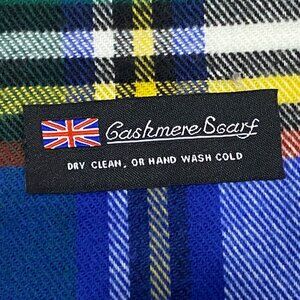 Cashmere Scarf
DRY CLEAN, OR HAND WASH COLD